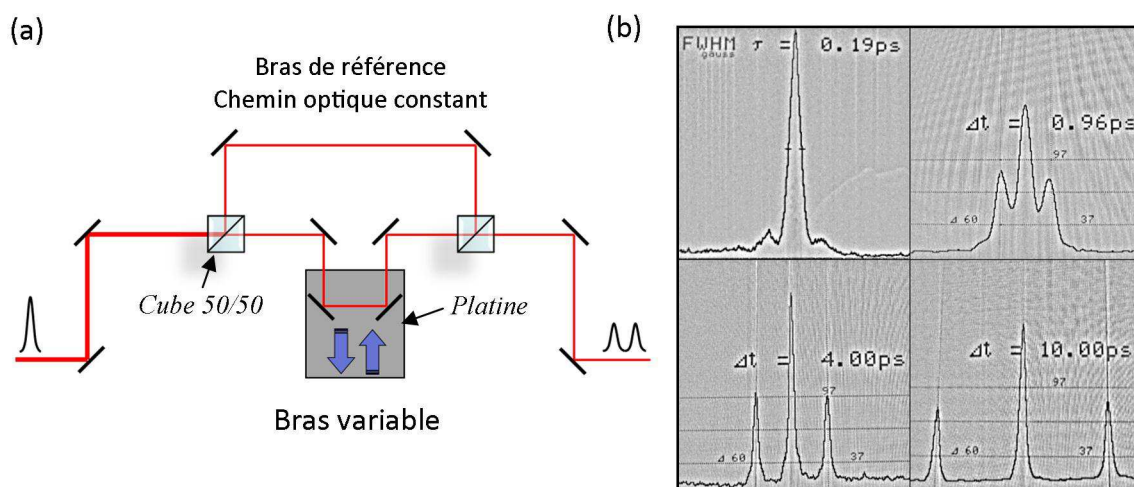 (a)
Bras de référence
Chemin optique constant
Cube 50/50
Platine
Bras variable
(b)
FWHM τ = 0.19ps
gauss
Δt = 0.96ps
97
Δ 60
37
Δt = 4.00ps
97
Δ 60
37
Δt = 10.00ps
97
Δ 60
37